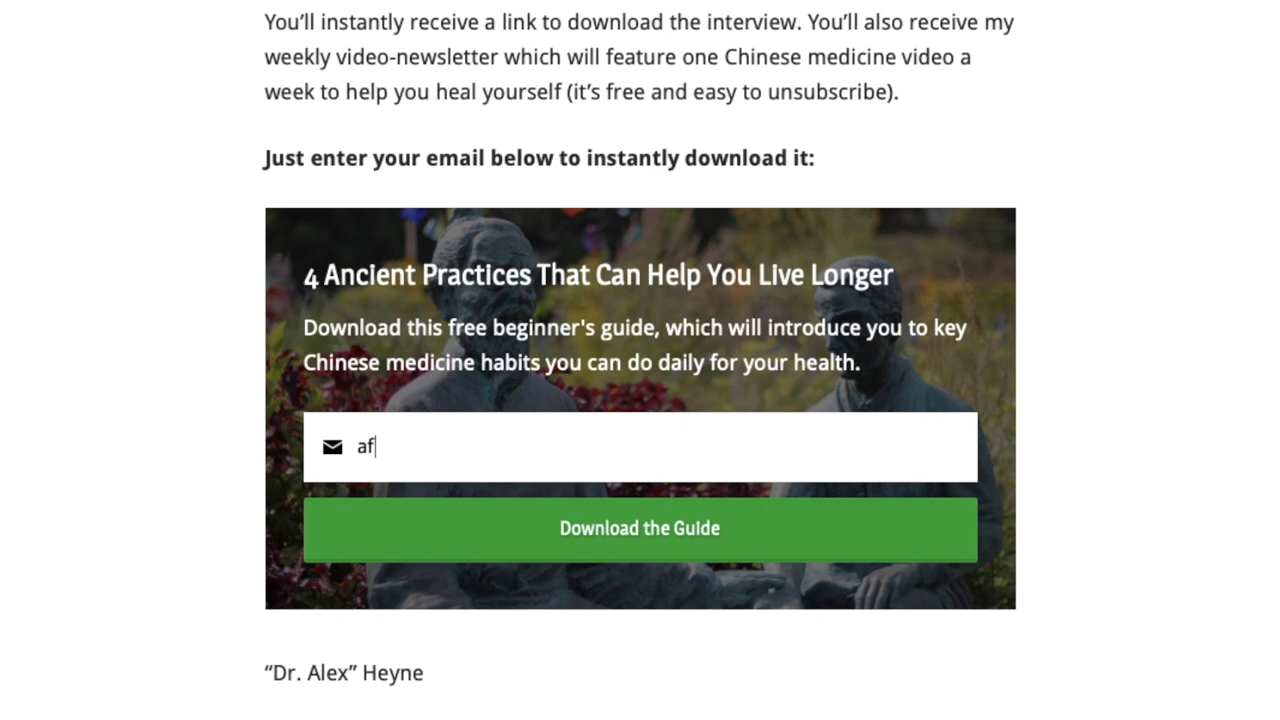 You’ll instantly receive a link to download the interview. You’ll also receive my
weekly video-newsletter which will feature one Chinese medicine video a
week to help you heal yourself (it’s free and easy to unsubscribe).
Just enter your email below to instantly download it:
4 Ancient Practices That Can Help You Live Longer
Download this free beginner's guide, which will introduce you to key
Chinese medicine habits you can do daily for your health.
af
Download the Guide
“Dr. Alex” Heyne